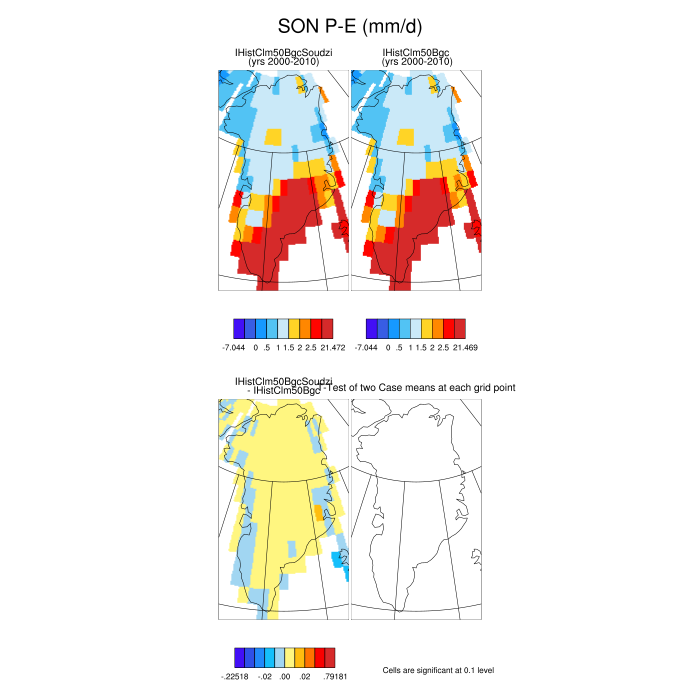 SON P-E (mm/d)
IHistClm50BgcSoudzi
(yrs 2000-2010)
IHistClm50Bgc
(yrs 2000-2010)
-7.044 0 .5 1 1.5 2 2.5 21.472
-7.044 0 .5 1 1.5 2 2.5 21.469
IHistClm50BgcSoudzi
- IHistClm50Bgc
T-Test of two Case means at each grid point
-.22518 -.02 .00 .02 .79181
Cells are significant at 0.1 level